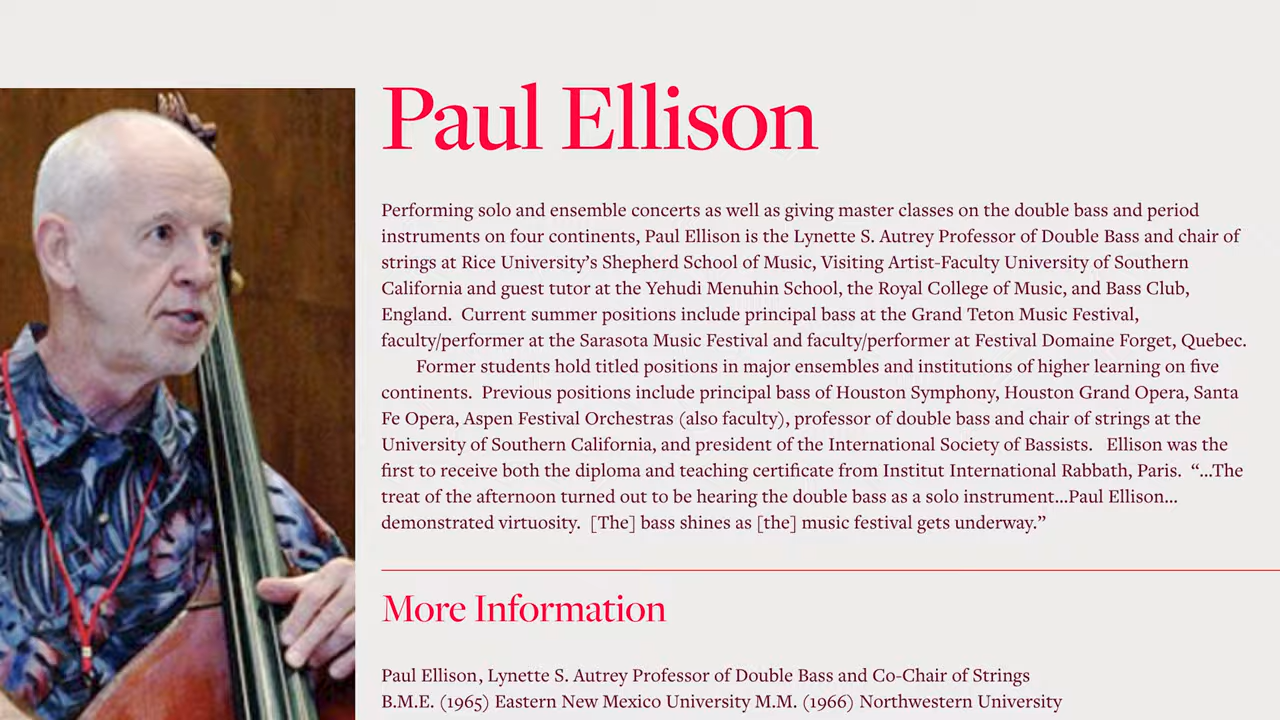 Paul Ellison
Performing solo and ensemble concerts as well as giving master classes on the double bass and period
instruments on four continents, Paul Ellison is the Lynette S. Autrey Professor of Double Bass and chair of
strings at Rice University’s Shepherd School of Music, Visiting Artist-Faculty University of Southern
California and guest tutor at the Yehudi Menuhin School, the Royal College of Music, and Bass Club,
England.  Current summer positions include principal bass at the Grand Teton Music Festival,
faculty/performer at the Sarasota Music Festival and faculty/performer at Festival Domaine Forget, Quebec.
Former students hold titled positions in major ensembles and institutions of higher learning on five
continents.  Previous positions include principal bass of Houston Symphony, Houston Grand Opera, Santa
Fe Opera, Aspen Festival Orchestras (also faculty), professor of double bass and chair of strings at the
University of Southern California, and president of the International Society of Bassists.   Ellison was the
first to receive both the diploma and teaching certificate from Institut International Rabbath, Paris.  “...The
treat of the afternoon turned out to be hearing the double bass as a solo instrument...Paul Ellison...
demonstrated virtuosity.  [The] bass shines as [the] music festival gets underway.”
More Information
Paul Ellison, Lynette S. Autrey Professor of Double Bass and Co-Chair of Strings
B.M.E. (1965) Eastern New Mexico University M.M. (1966) Northwestern University